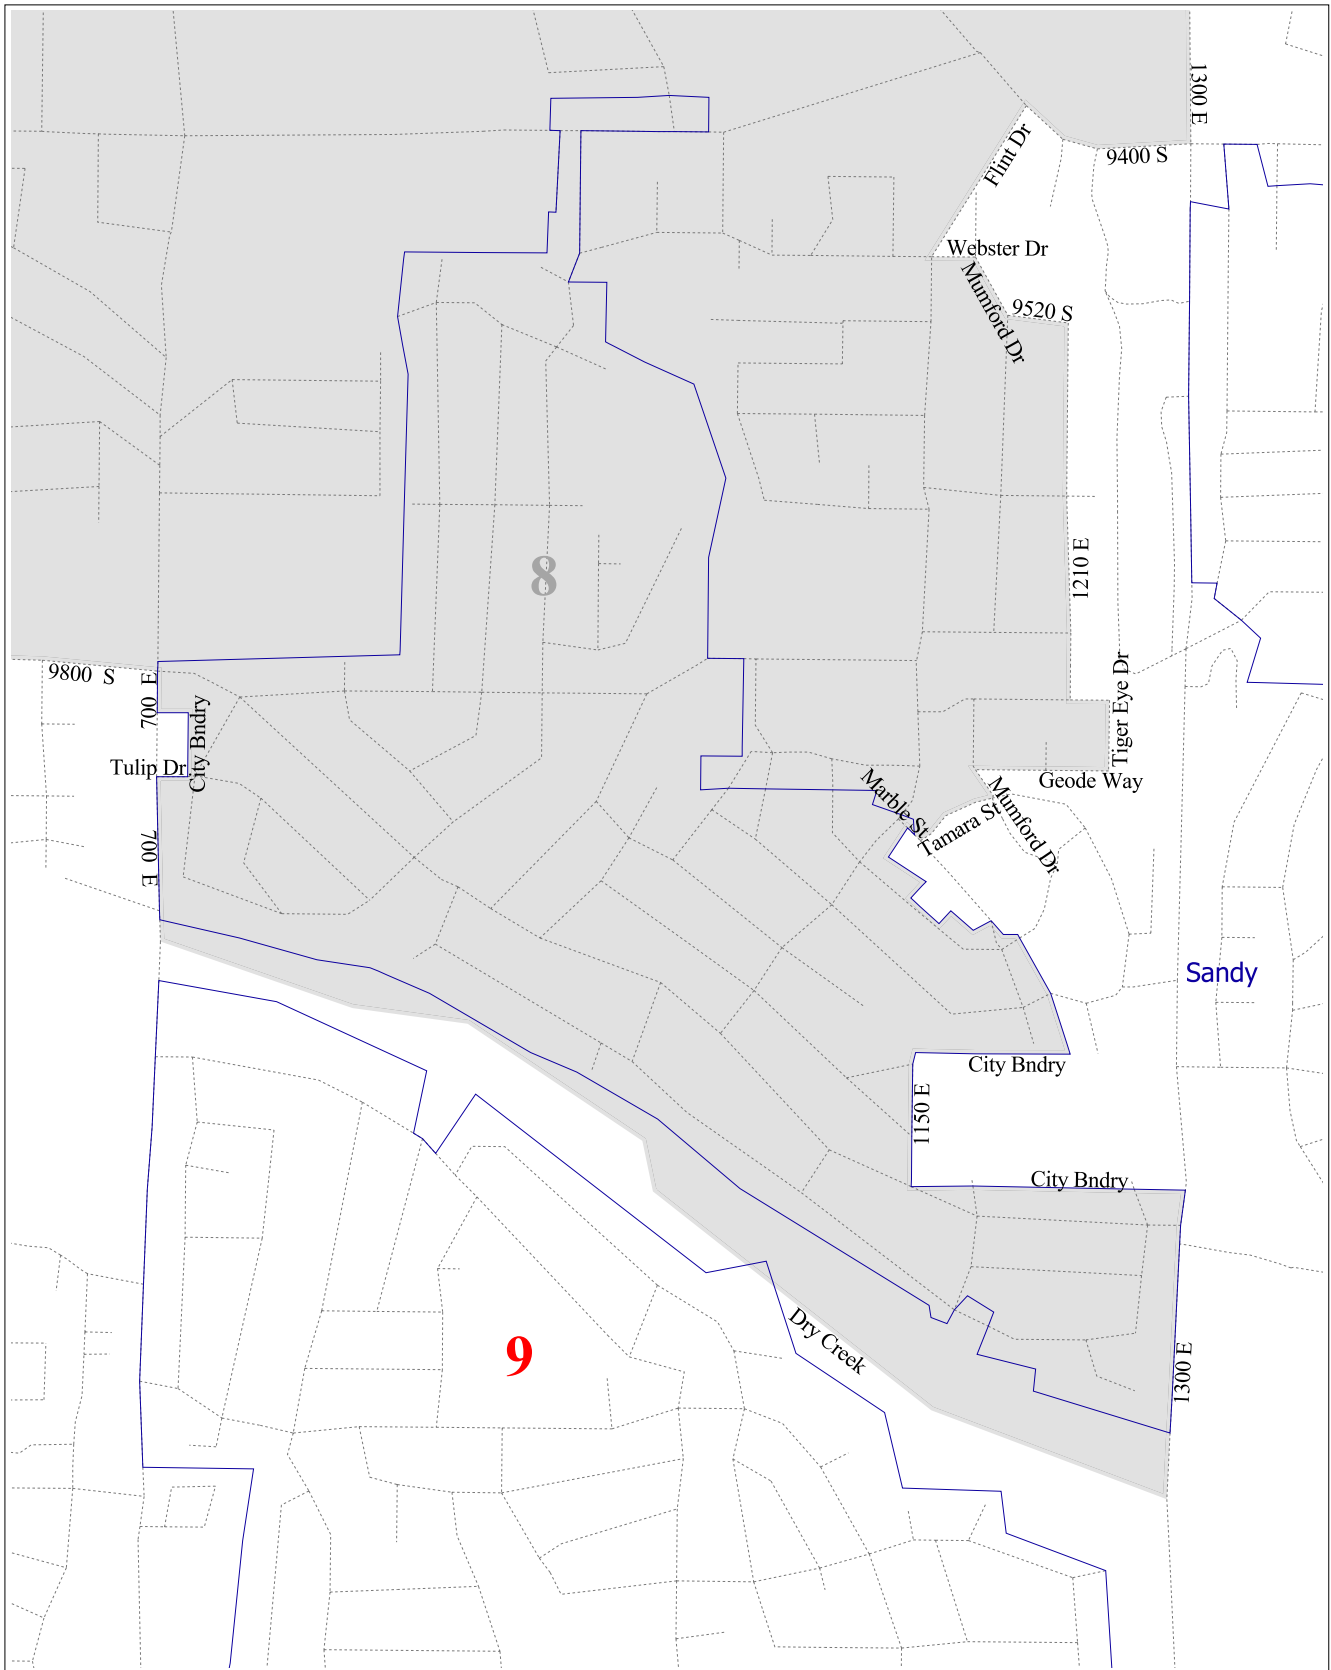 1300 E
9400 S
Flint Dr
Webster Dr
Mumford Dr
9520 S
8
1210 E
9800 S
700 E
City Bndry
Tiger Eye Dr
Tulip Dr.
Geode Way
Marble St
Tamara St
Mumford Dr
700 E
Sandy
City Bndry
1150 E
City Bndry
Dry Creek
9
1300 E